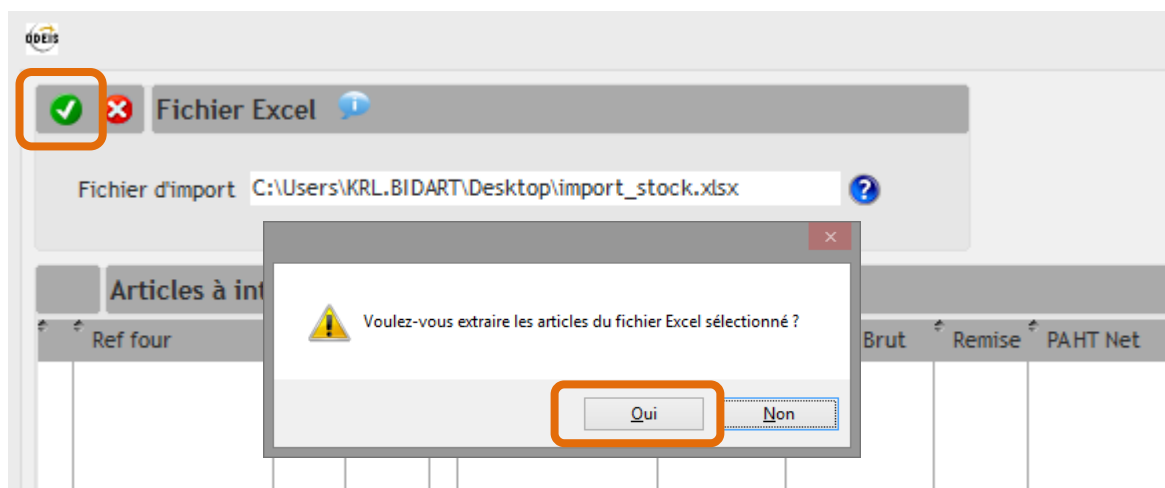 ODEIS
Fichier Excel
Fichier d'import C:\Users\KRL.BIDART\Desktop\import_stock.xlsx
Articles à int
Voulez-vous extraire les articles du fichier Excel sélectionné ?
Ref four Brut Remise PAHT Net
Oui Non